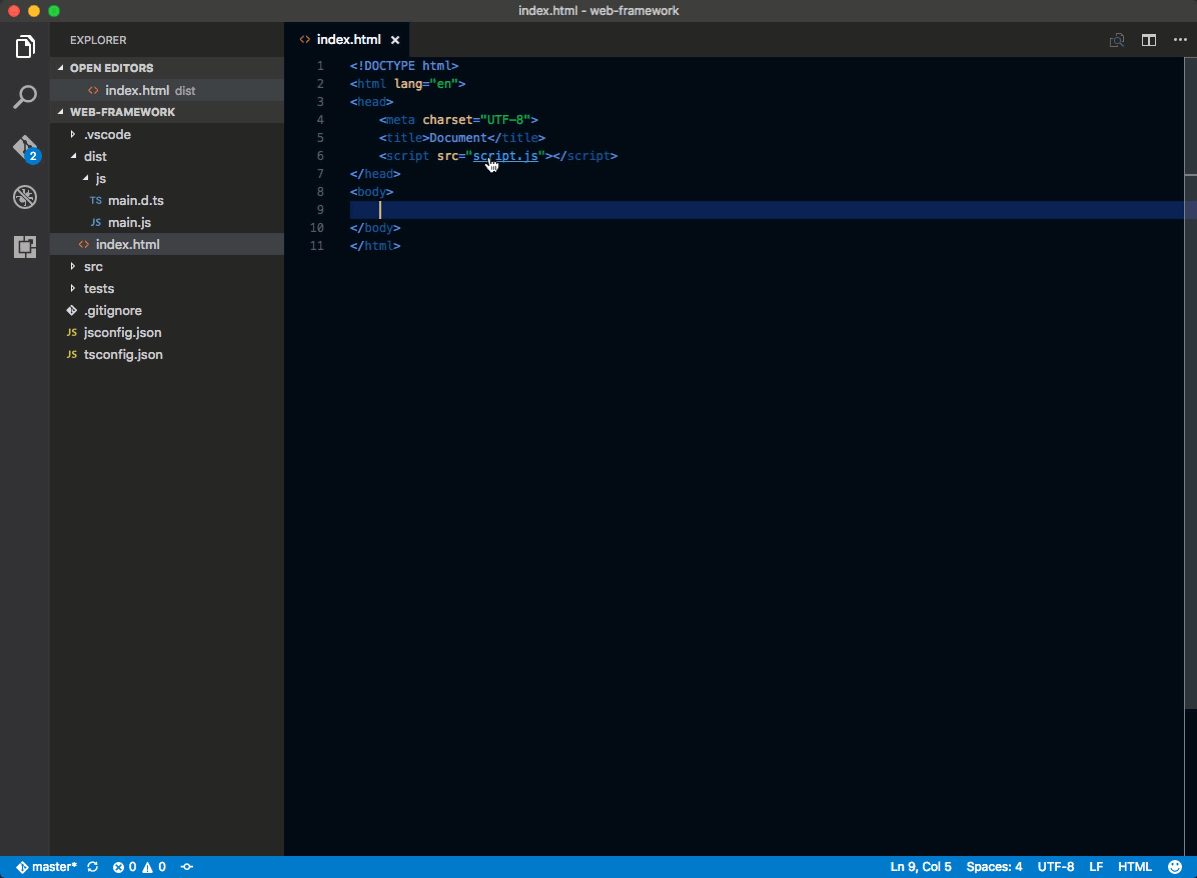 index.html - web-framework
EXPLORER
OPEN EDITORS
index.html dist
WEB-FRAMEWORK
.vscode
dist
js
TS main.d.ts
JS main.js
<> index.html
src
tests
.gitignore
JS jsconfig.json
JS tsconfig.json
2
<> index.html ×
1 <!DOCTYPE html>
2 <html lang="en">
3 <head>
4     <meta charset="UTF-8">
5     <title>Document</title>
6     <script src="script.js"></script>
7 </head>
8 <body>
9
10 </body>
11 </html>
master* 0 0
Ln 9, Col 5 Spaces: 4 UTF-8 LF HTML